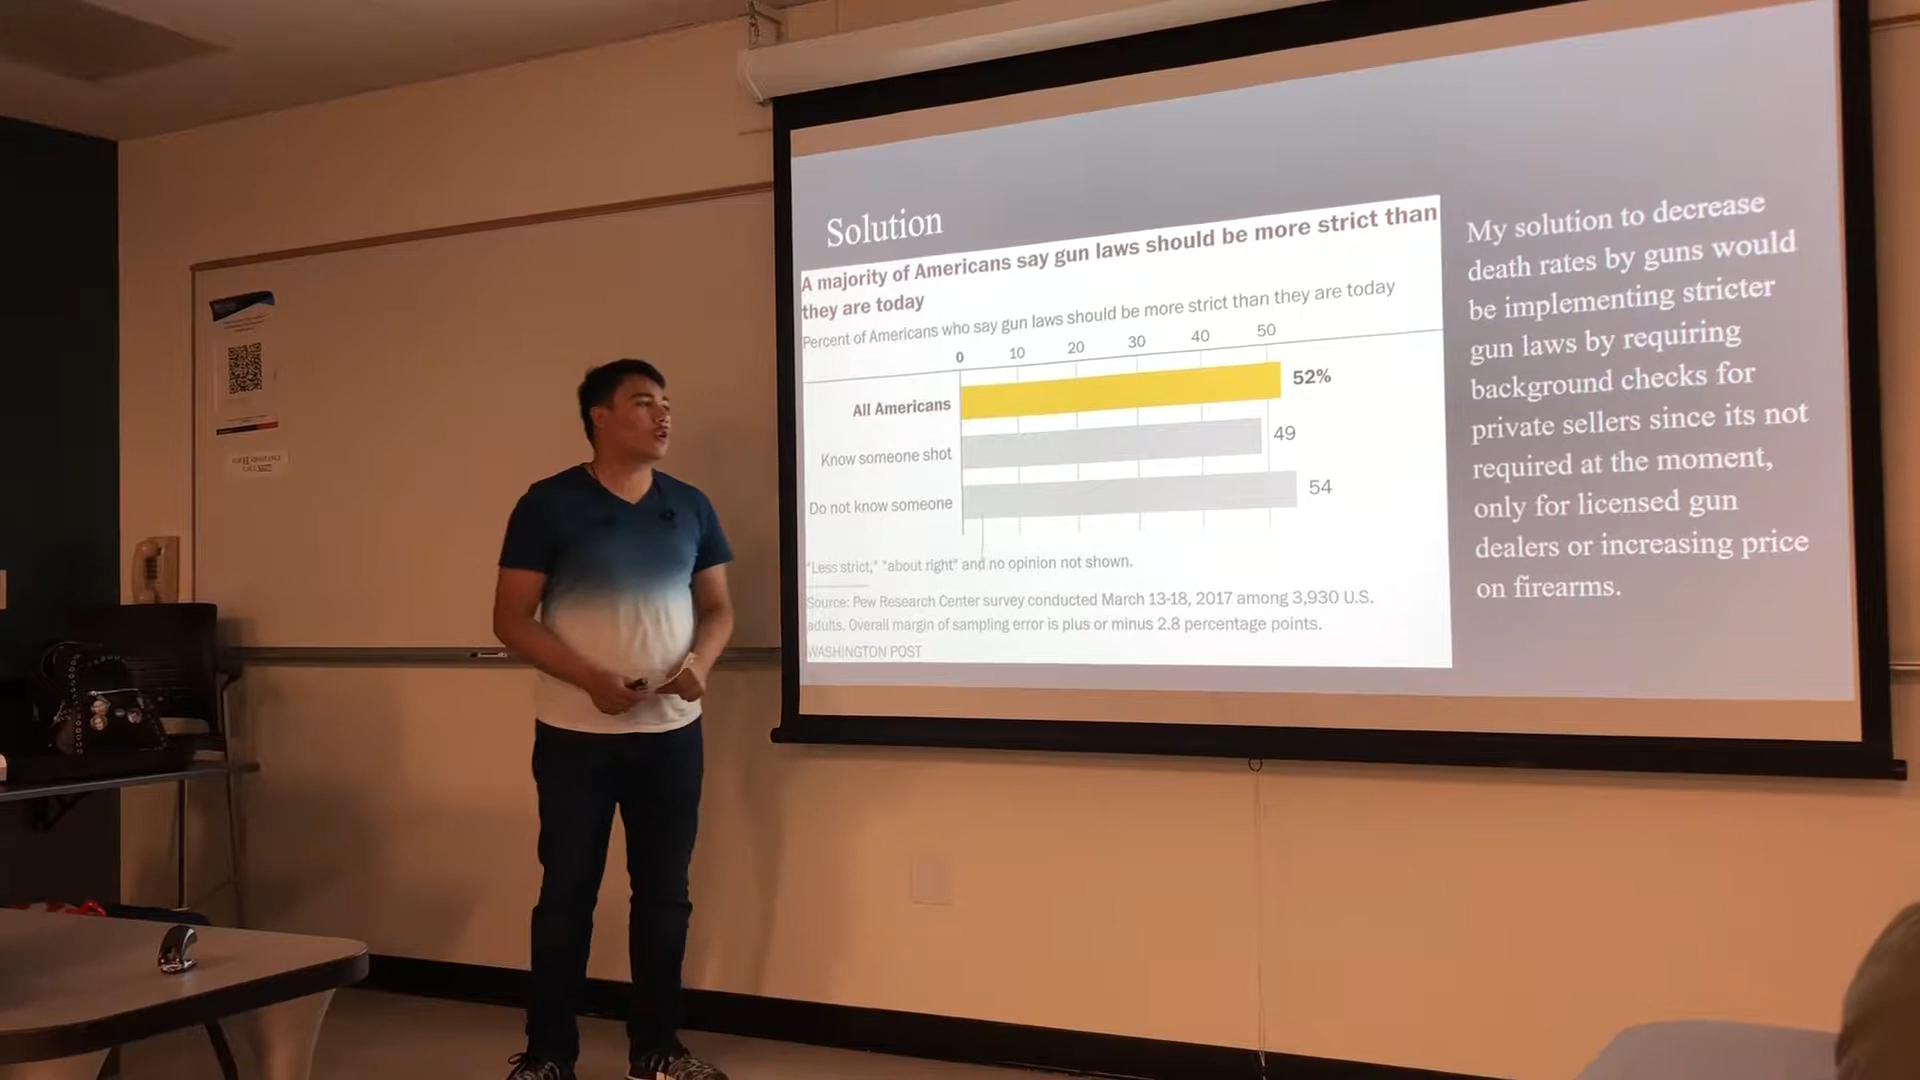 Solution
A majority of Americans say gun laws should be more strict than
they are today
Percent of Americans who say gun laws should be more strict than they are today
0 10 20 30 40 50
All Americans 52%
Know someone shot 49
Do not know someone 54
"Less strict," "about right" and no opinion not shown.
Source: Pew Research Center survey conducted March 13-18, 2017 among 3,930 U.S.
adults. Overall margin of sampling error is plus or minus 2.8 percentage points.
WASHINGTON POST
My solution to decrease
death rates by guns would
be implementing stricter
gun laws by requiring
background checks for
private sellers since its not
required at the moment,
only for licensed gun
dealers or increasing price
on firearms.